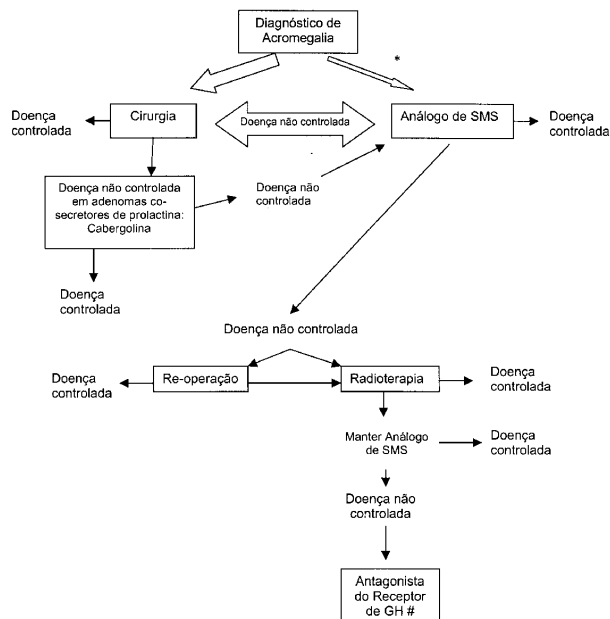 Diagnóstico de
Acromegalia
*
Doença
controlada
Cirurgia
Doença não controlada
Análogo de SMS
Doença
controlada
Doença não controlada
em adenomas co-
secretores de prolactina:
Cabergolina
Doença não
controlada
Doença
controlada
Doença não controlada
Doença
controlada
Re-operação
Radioterapia
Doença
controlada
Manter Análogo
de SMS
Doença
controlada
Doença não
controlada
Antagonista
do Receptor
de GH #